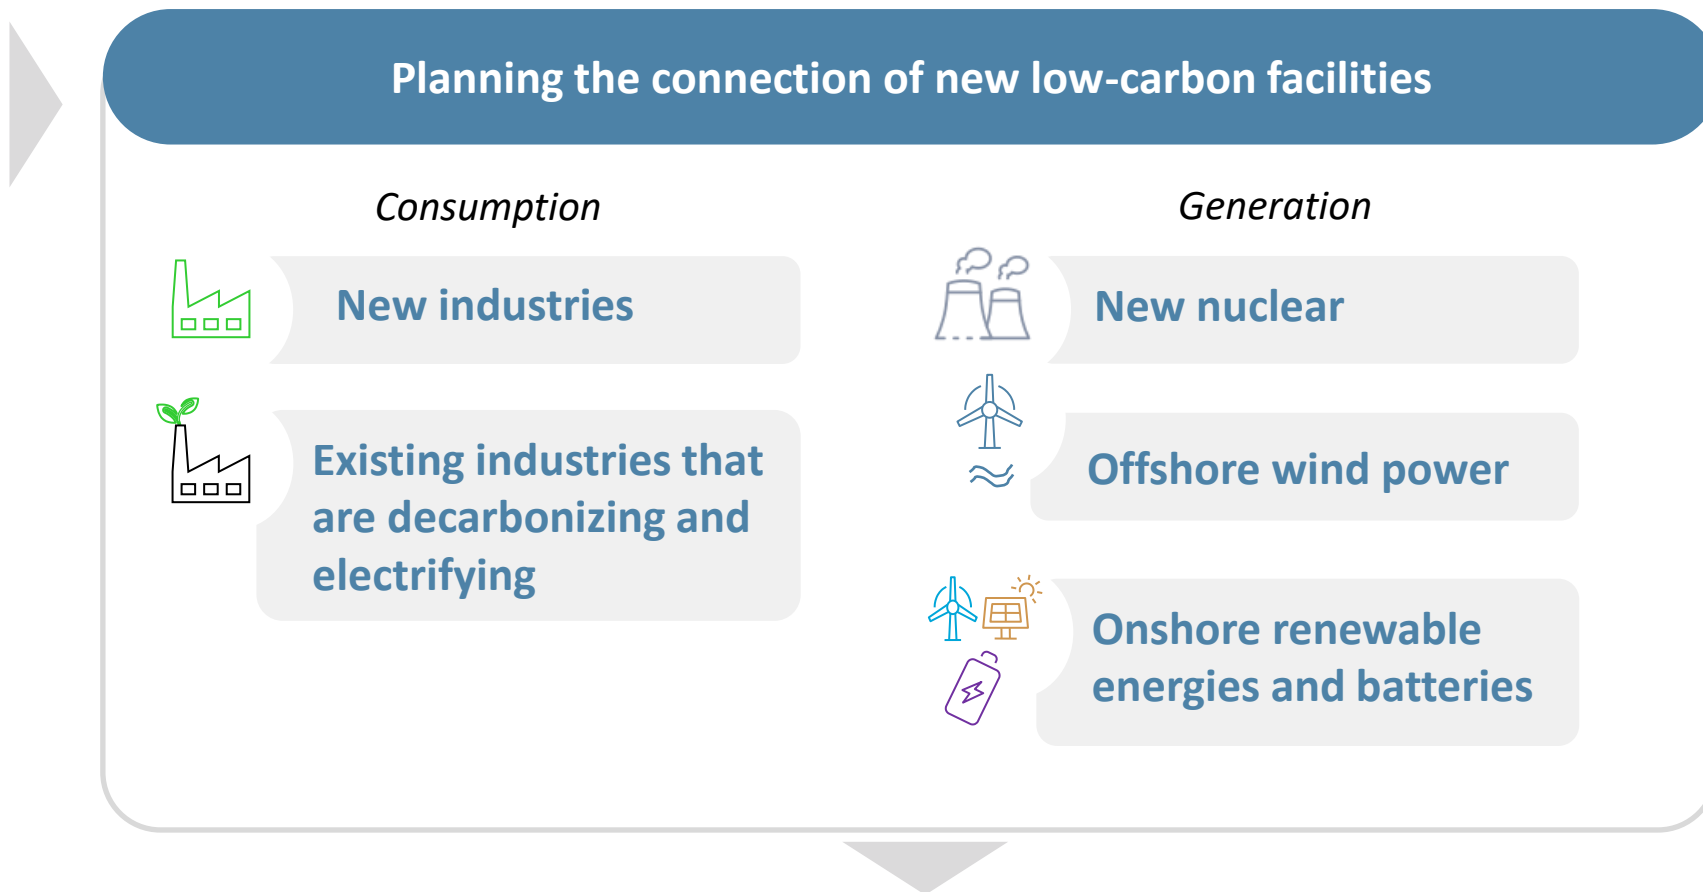 Planning the connection of new low-carbon facilities
Consumption
New industries
Existing industries that
are decarbonizing and
electrifying
Generation
New nuclear
Offshore wind power
Onshore renewable
energies and batteries